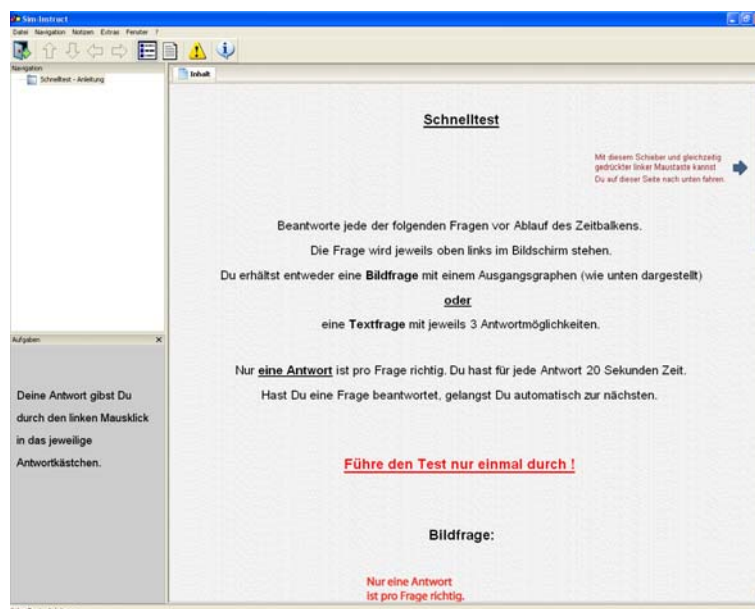 Sim-Instruct
Datei Navigation Notizen Extras Fenster ?
Navigation
Schnelltest - Anleitung
Inhalt
Schnelltest
Mit diesem Schieber und gleichzeitig
gedrückter linker Maustaste kannst
Du auf dieser Seite nach unten fahren.
Beantworte jede der folgenden Fragen vor Ablauf des Zeitbalkens.
Die Frage wird jeweils oben links im Bildschirm stehen.
Du erhältst entweder eine Bildfrage mit einem Ausgangsgraphen (wie unten dargestellt)
oder
eine Textfrage mit jeweils 3 Antwortmöglichkeiten.
Nur eine Antwort ist pro Frage richtig. Du hast für jede Antwort 20 Sekunden Zeit.
Hast Du eine Frage beantwortet, gelangst Du automatisch zur nächsten.
Führe den Test nur einmal durch !
Bildfrage:
Nur eine Antwort
ist pro Frage richtig.
Aufgaben
Deine Antwort gibst Du
durch den linken Mausklick
in das jeweilige
Antwortkästchen.